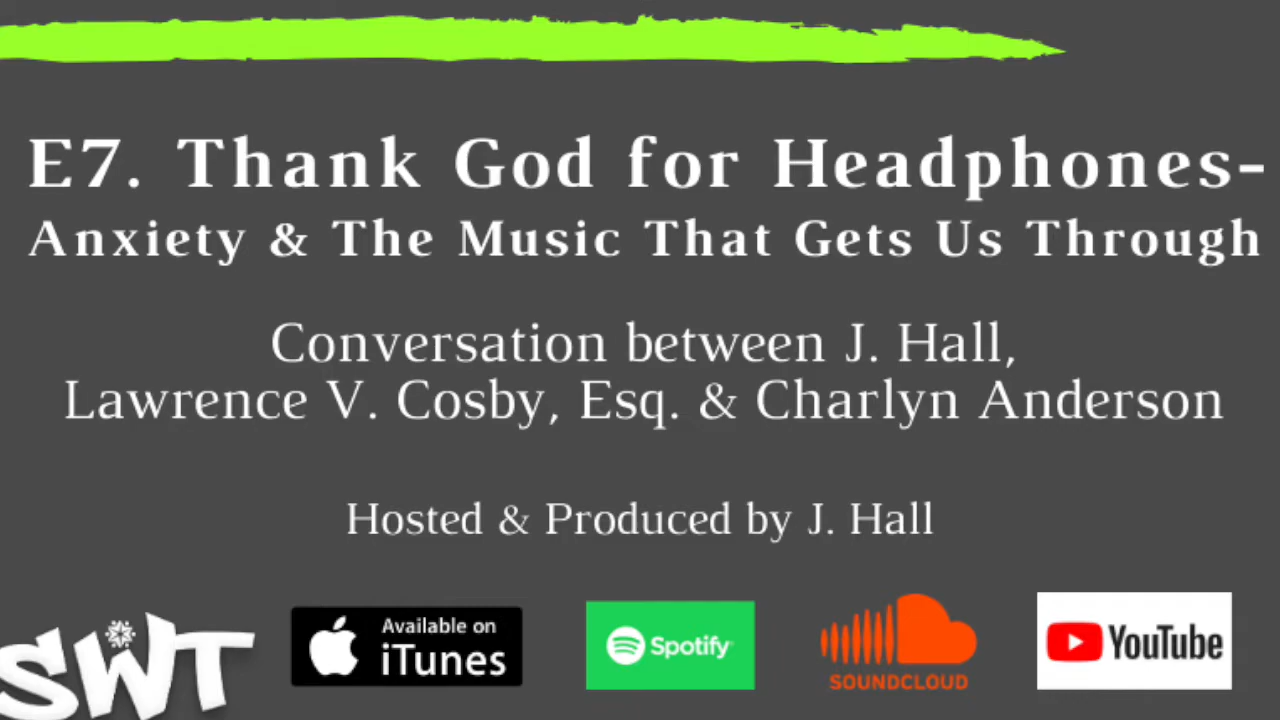 E7. Thank God for Headphones-
Anxiety & The Music That Gets Us Through
Conversation between J. Hall,
Lawrence V. Cosby, Esq. & Charlyn Anderson
Hosted & Produced by J. Hall
SWT
Available on
iTunes
Spotify
SOUNDCLOUD
YouTube